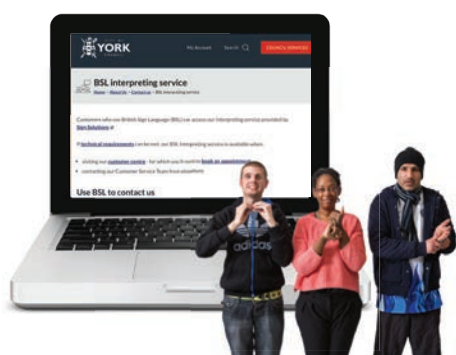 CITY OF
YORK
COUNCIL
My Account Search COUNCIL SERVICES
BSL interpreting service
Home > About Us > Contact us > BSL interpreting service
Customers who use British Sign Language (BSL) can access our interpreting service provided by
Sign Solutions
If technical requirements can be met, our BSL interpreting service is available when:
• visiting our customer centre - for which you'll need to book an appointment
• contacting our Customer Service Team from elsewhere
Use BSL to contact us
adidas